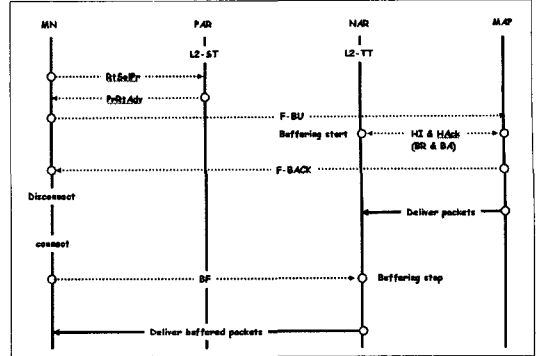 MN PAR NAR MAP
L2-ST L2-TT
RtSolPr
PrRtAdv
F-BU
Buffering start HI & HAck
(BR & BA)
F-BACK
Disconnect
Deliver packets
connect
BF Buffering stop
Deliver buffered packets